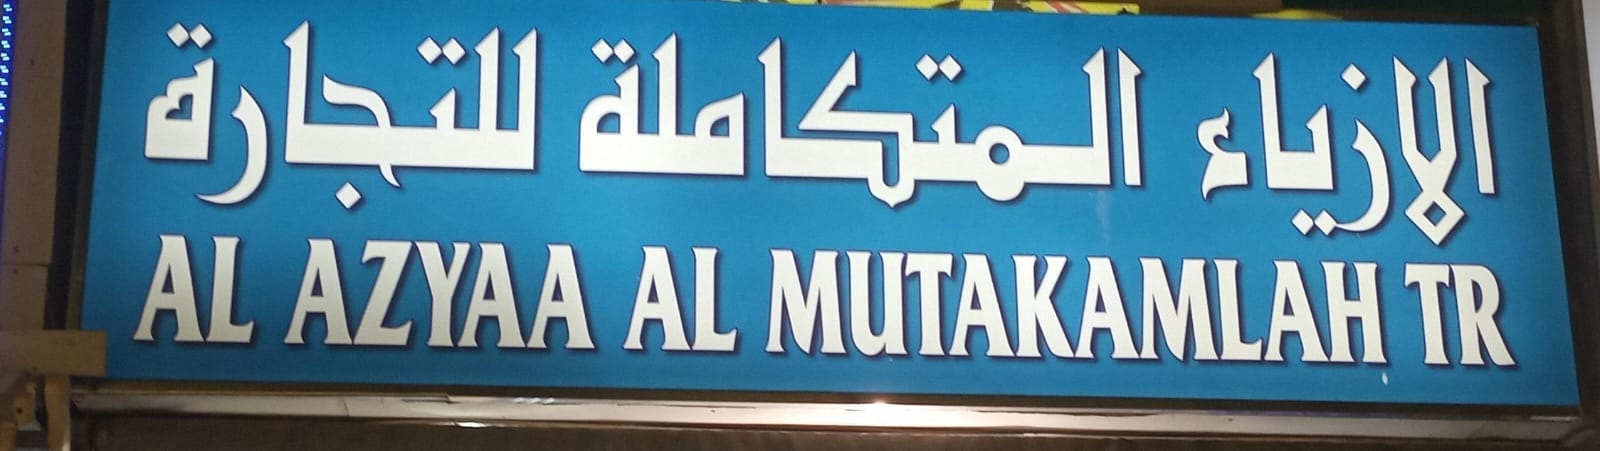 الازياء المتكاملة للتجارة
AL AZYAA AL MUTAKAMLAH TR